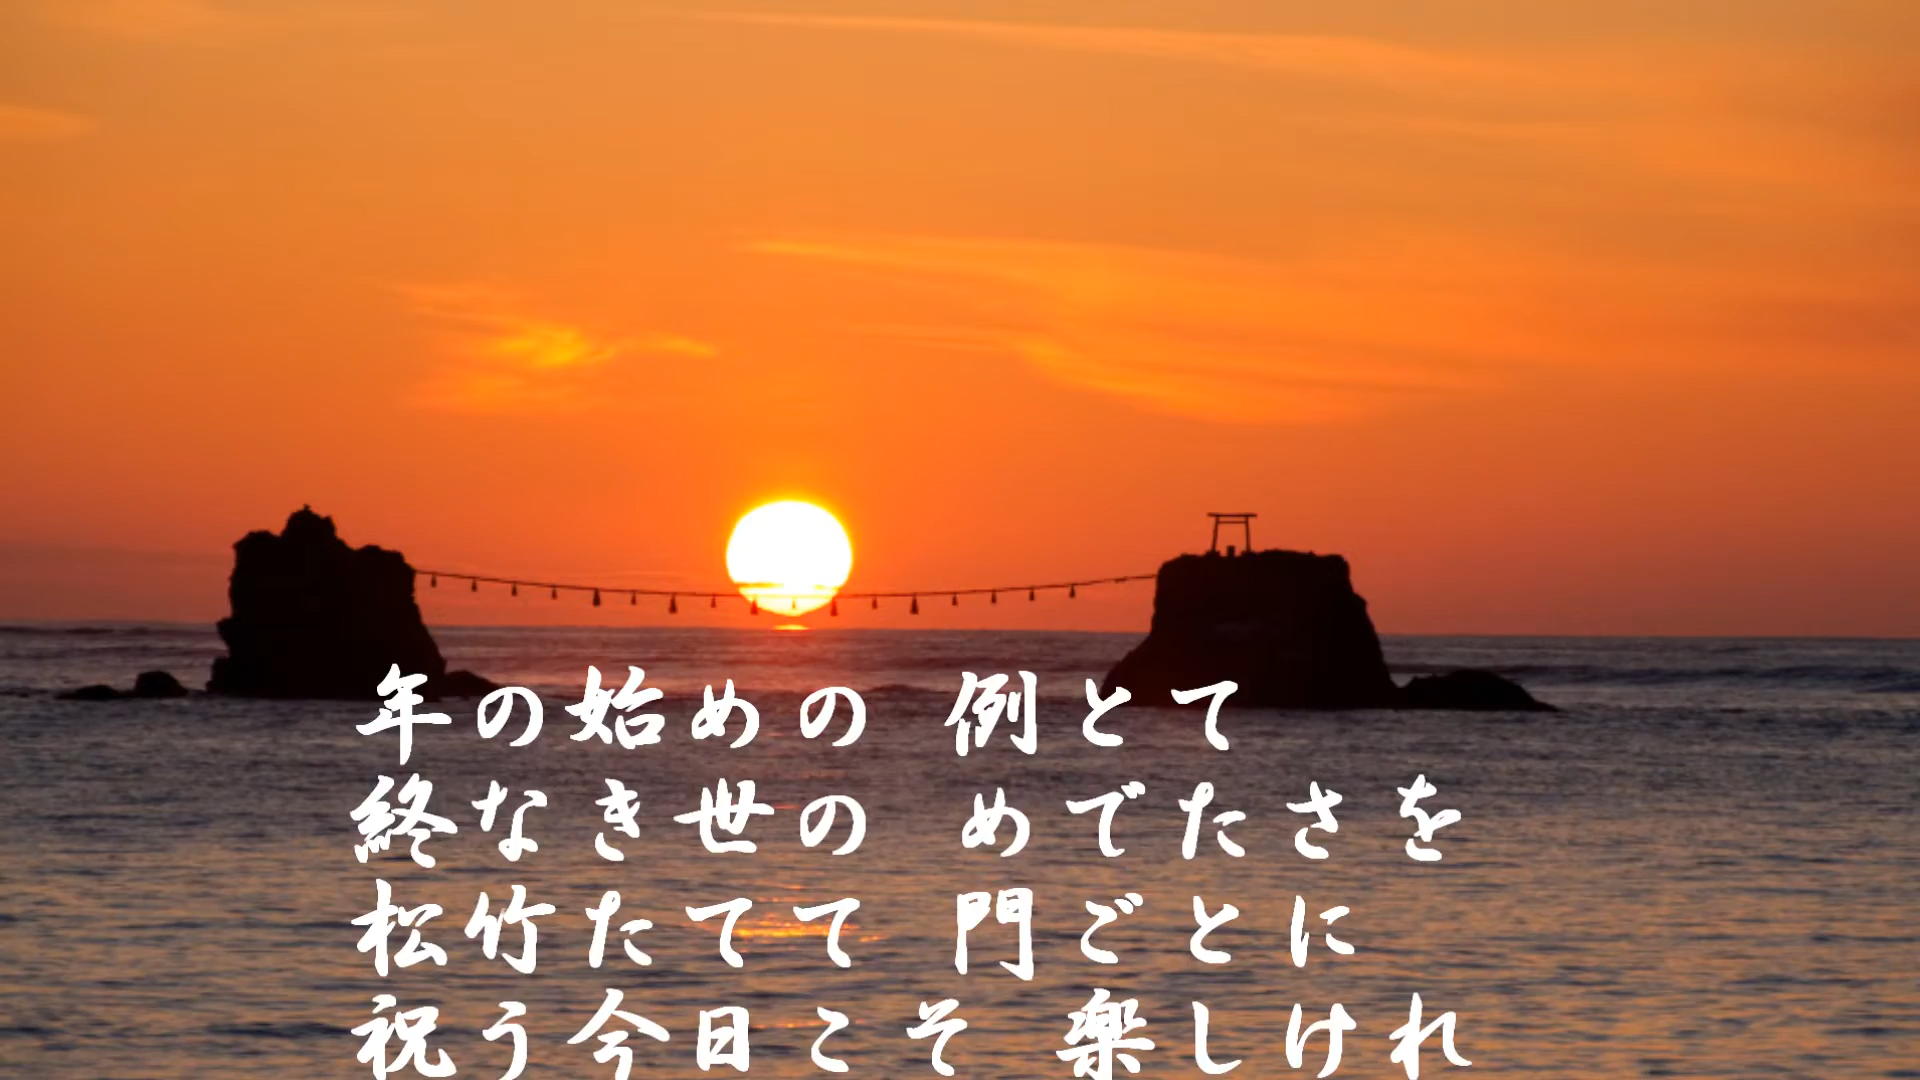 年の始めの 例とて
終なき世の めでたさを
松竹たてて 門ごとに
祝う今日こそ 楽しけれ